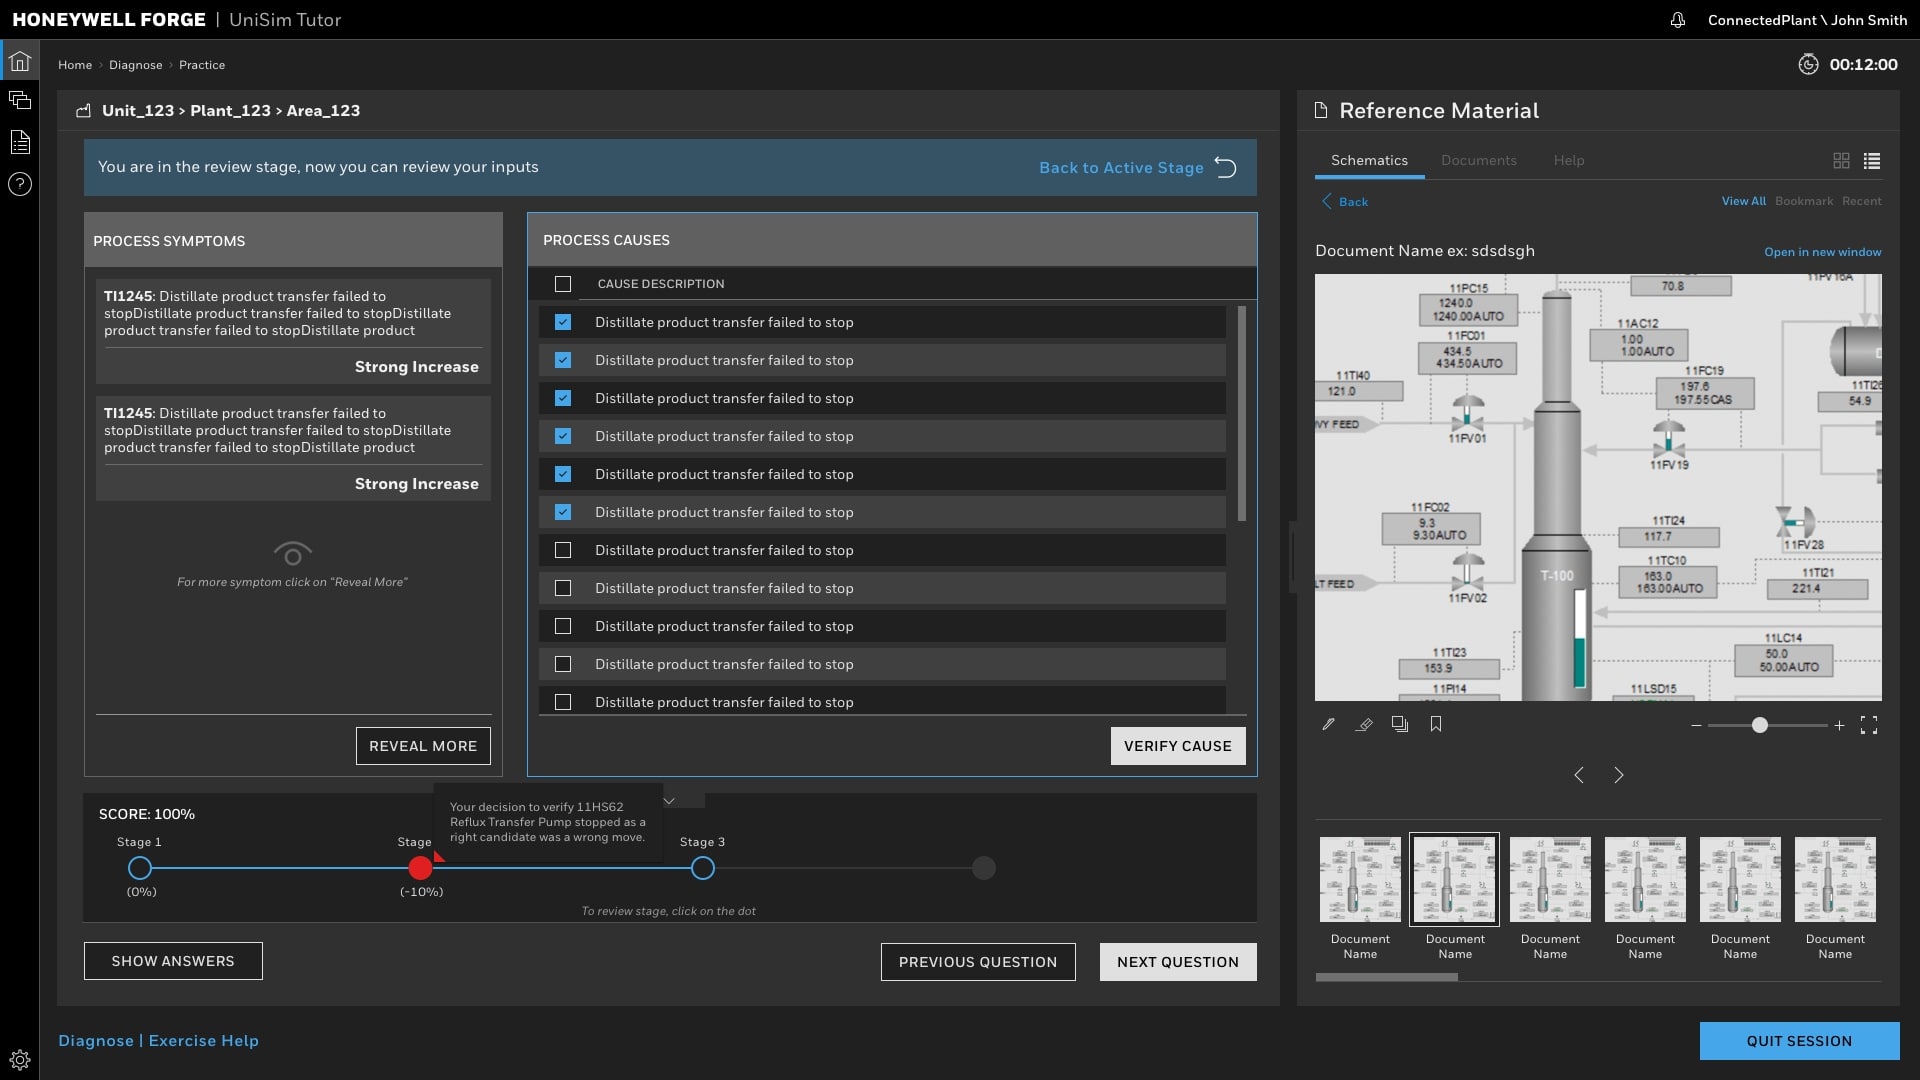 HONEYWELL FORGE | UniSim Tutor
ConnectedPlant \ John Smith
Home › Diagnose › Practice
00:12:00
Unit_123 > Plant_123 > Area_123
You are in the review stage, now you can review your inputs
Back to Active Stage
PROCESS SYMPTOMS
TI1245: Distillate product transfer failed to
stopDistillate product transfer failed to stopDistillate
product transfer failed to stopDistillate product
Strong Increase
TI1245: Distillate product transfer failed to
stopDistillate product transfer failed to stopDistillate
product transfer failed to stopDistillate product
Strong Increase
For more symptom click on “Reveal More”
REVEAL MORE
PROCESS CAUSES
CAUSE DESCRIPTION
Distillate product transfer failed to stop
Distillate product transfer failed to stop
Distillate product transfer failed to stop
Distillate product transfer failed to stop
Distillate product transfer failed to stop
Distillate product transfer failed to stop
Distillate product transfer failed to stop
Distillate product transfer failed to stop
Distillate product transfer failed to stop
Distillate product transfer failed to stop
Distillate product transfer failed to stop
VERIFY CAUSE
SCORE: 100%
Stage 1
(0%)
Stage
(-10%)
Your decision to verify 11HS62
Reflux Transfer Pump stopped as a
right candidate was a wrong move.
Stage 3
To review stage, click on the dot
SHOW ANSWERS
PREVIOUS QUESTION
NEXT QUESTION
Diagnose | Exercise Help
Reference Material
Schematics
Documents
Help
Back
View All
Bookmark
Recent
Document Name ex: sdsdsgh
Open in new window
11PC15
1240.0
1240.00AUTO
70.8
11FC01
434.5
434.50AUTO
11AC12
1.00
1.00AUTO
11TI40
121.0
11FC19
197.6
197.55CAS
54.9
VY FEED
11FV01
11FV19
11FC02
9.3
9.30AUTO
11TI24
117.7
11FV28
11TC10
163.0
163.00AUTO
T-100
LT FEED
11FV02
11TI21
221.4
11LC14
50.0
50.00AUTO
11TI23
153.9
11PI14
11LSD15
Document
Name
Document
Name
Document
Name
Document
Name
Document
Name
Document
Name
QUIT SESSION